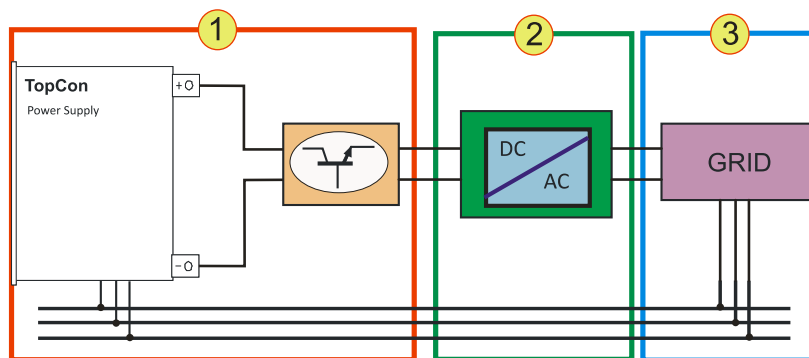 1
2
3
TopCon
Power Supply
+
−
DC
AC
GRID